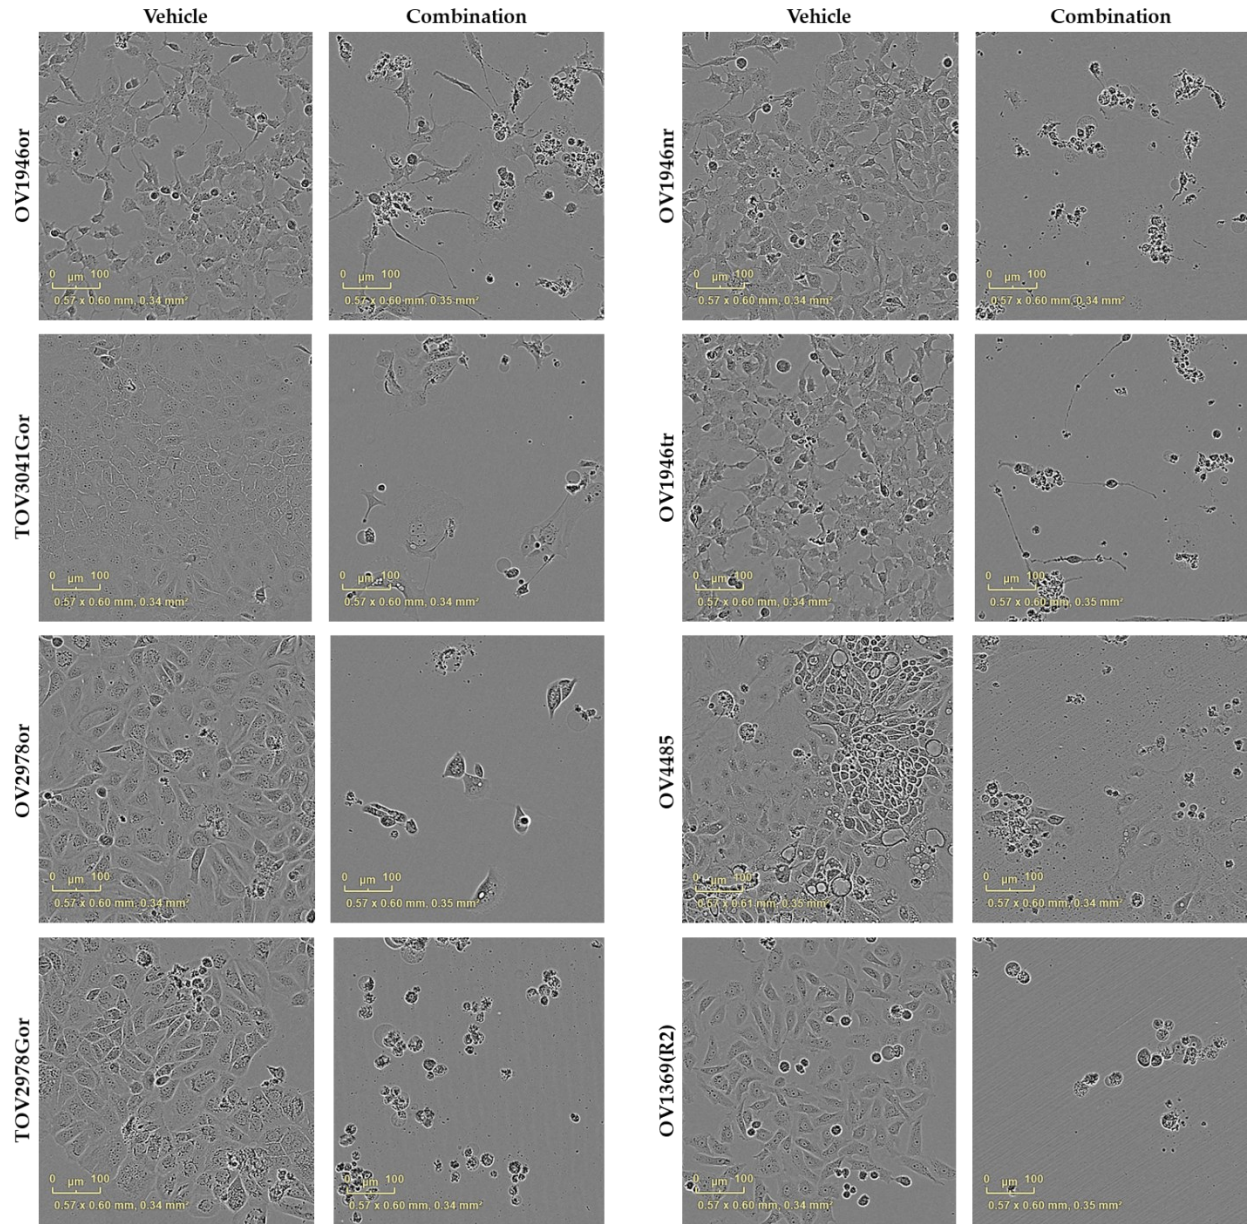 Vehicle Combination Vehicle Combination
OV1946or
0 µm 100
0.57 x 0.60 mm, 0.34 mm²
0 µm 100
0.57 x 0.60 mm, 0.35 mm²
OV1946nr
0 µm 100
0.57 x 0.60 mm, 0.34 mm²
0 µm 100
0.57 x 0.60 mm, 0.34 mm²
TOV3041Gor
0 µm 100
0.57 x 0.60 mm, 0.34 mm²
0 µm 100
0.57 x 0.60 mm, 0.34 mm²
OV1946tr
0 µm 100
0.57 x 0.60 mm, 0.34 mm²
0 µm 100
0.57 x 0.60 mm, 0.35 mm²
OV2978or
0 µm 100
0.57 x 0.60 mm, 0.34 mm²
0 µm 100
0.57 x 0.60 mm, 0.35 mm²
OV4485
0 µm 100
0.57 x 0.61 mm, 0.35 mm²
0 µm 100
0.57 x 0.60 mm, 0.34 mm²
TOV2978Gor
0 µm 100
0.57 x 0.60 mm, 0.34 mm²
0 µm 100
0.57 x 0.60 mm, 0.34 mm²
OV1369(R2)
0 µm 100
0.57 x 0.60 mm, 0.34 mm²
0 µm 100
0.57 x 0.60 mm, 0.35 mm²